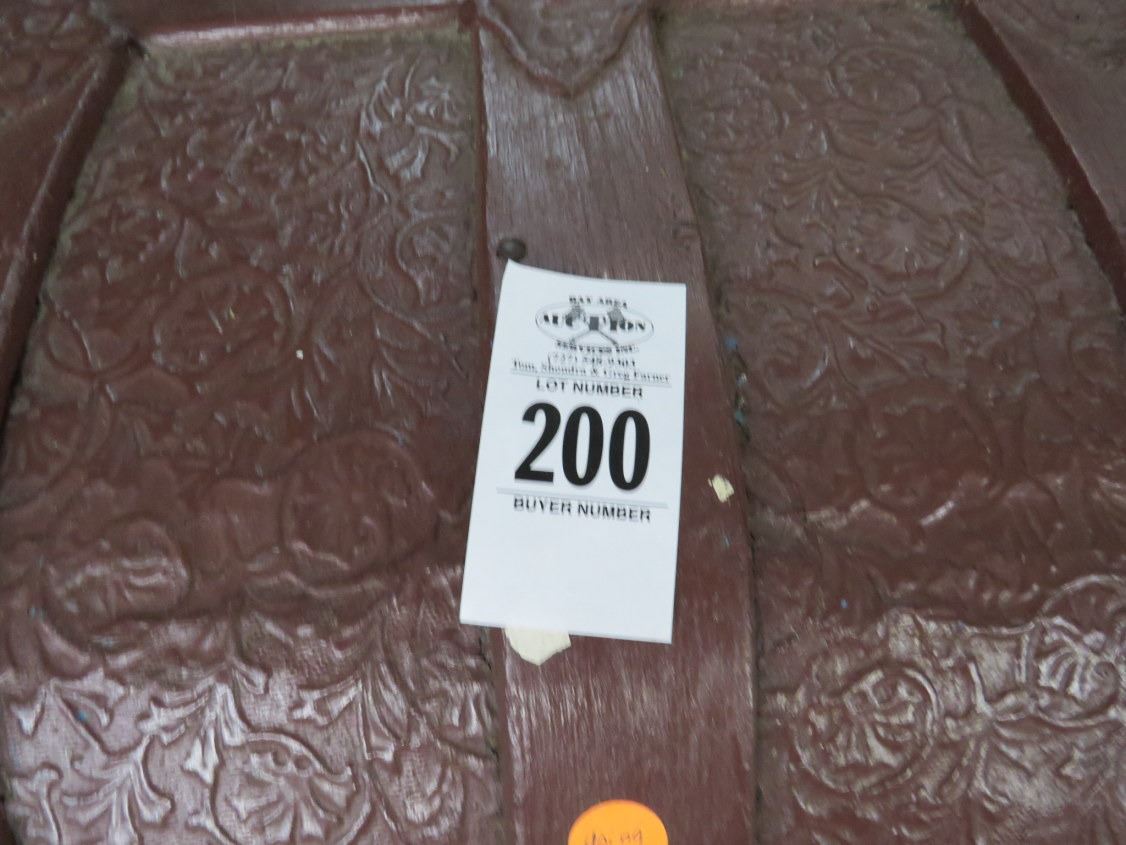 BAY AREA
AUCTION
SERVICES INC
Tom, Shondra & Greg Farner
LOT NUMBER
200
BUYER NUMBER